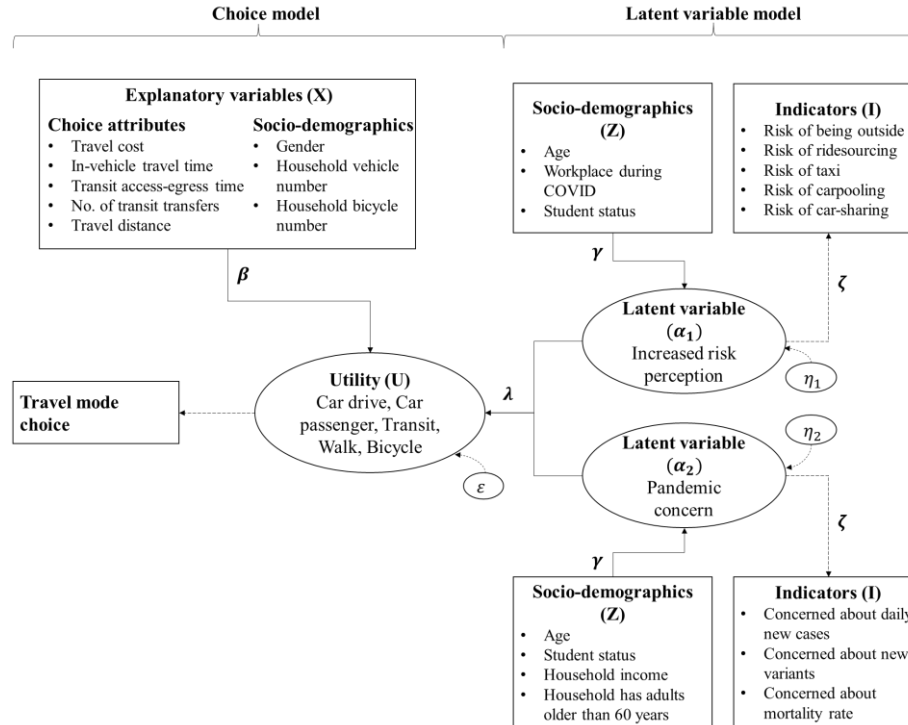 Choice model
Latent variable model
Explanatory variables (X)
Choice attributes
• Travel cost
• In-vehicle travel time
• Transit access-egress time
• No. of transit transfers
• Travel distance
Socio-demographics
• Gender
• Household vehicle
number
• Household bicycle
number
Socio-demographics
(Z)
• Age
• Workplace during
COVID
• Student status
Indicators (I)
• Risk of being outside
• Risk of ridesourcing
• Risk of taxi
• Risk of carpooling
• Risk of car-sharing
β
γ
ζ
Latent variable
(α₁)
Increased risk
perception
η₁
Utility (U)
Car drive, Car
passenger, Transit,
Walk, Bicycle
λ
Travel mode
choice
ε
η₂
Latent variable
(α₂)
Pandemic
concern
γ
ζ
Socio-demographics
(Z)
• Age
• Student status
• Household income
• Household has adults
older than 60 years
Indicators (I)
• Concerned about daily
new cases
• Concerned about new
variants
• Concerned about
mortality rate